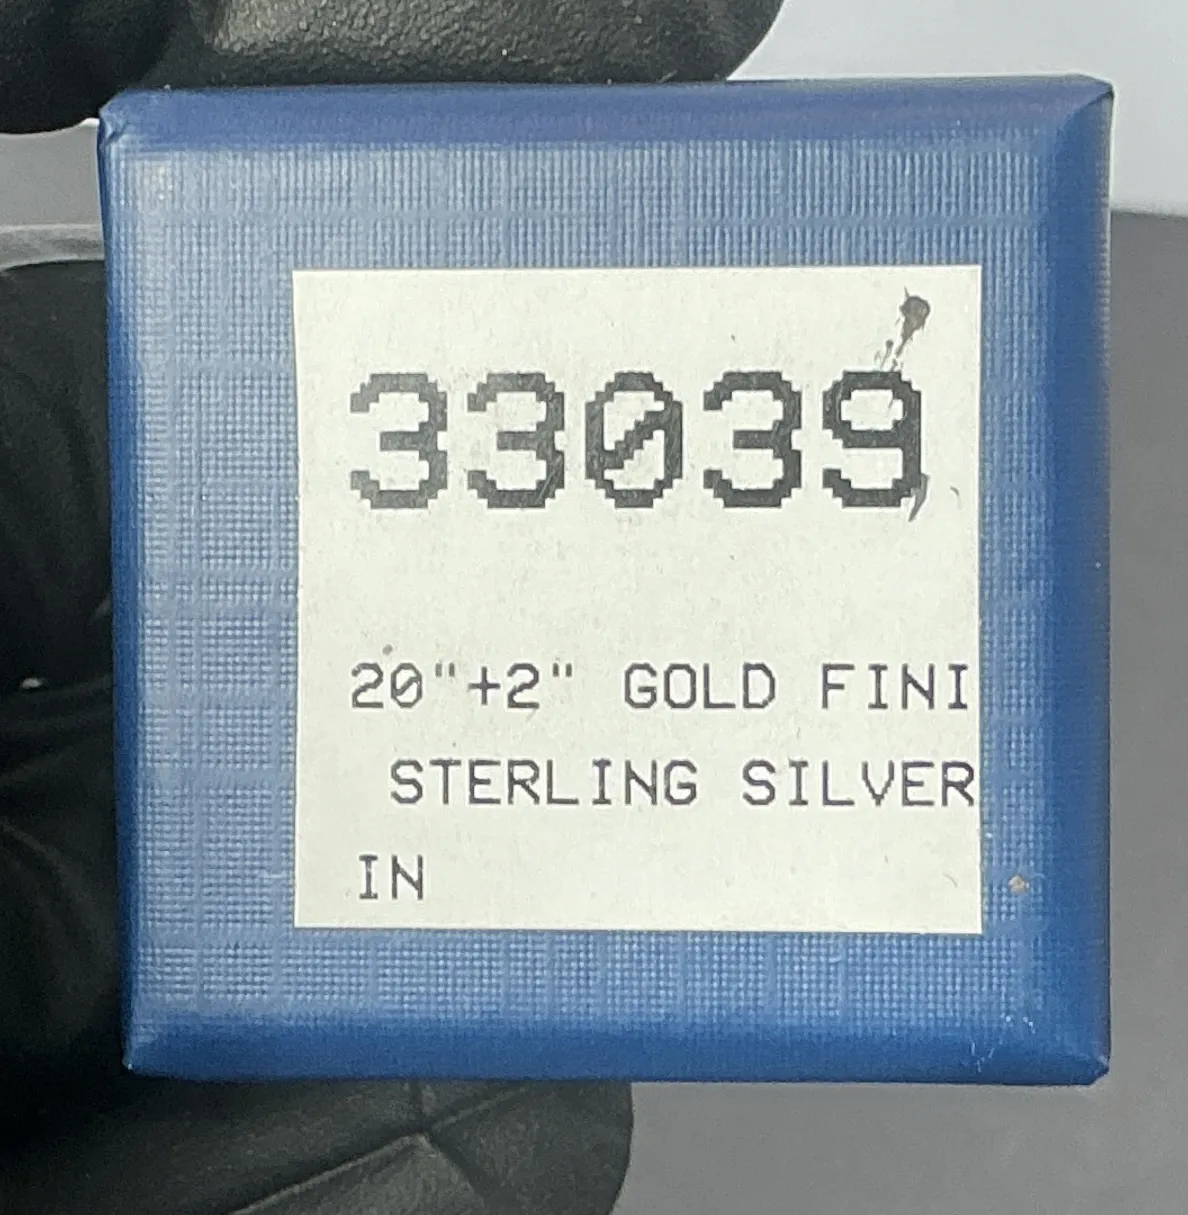 33039
20"+2" GOLD FINI
STERLING SILVER
IN